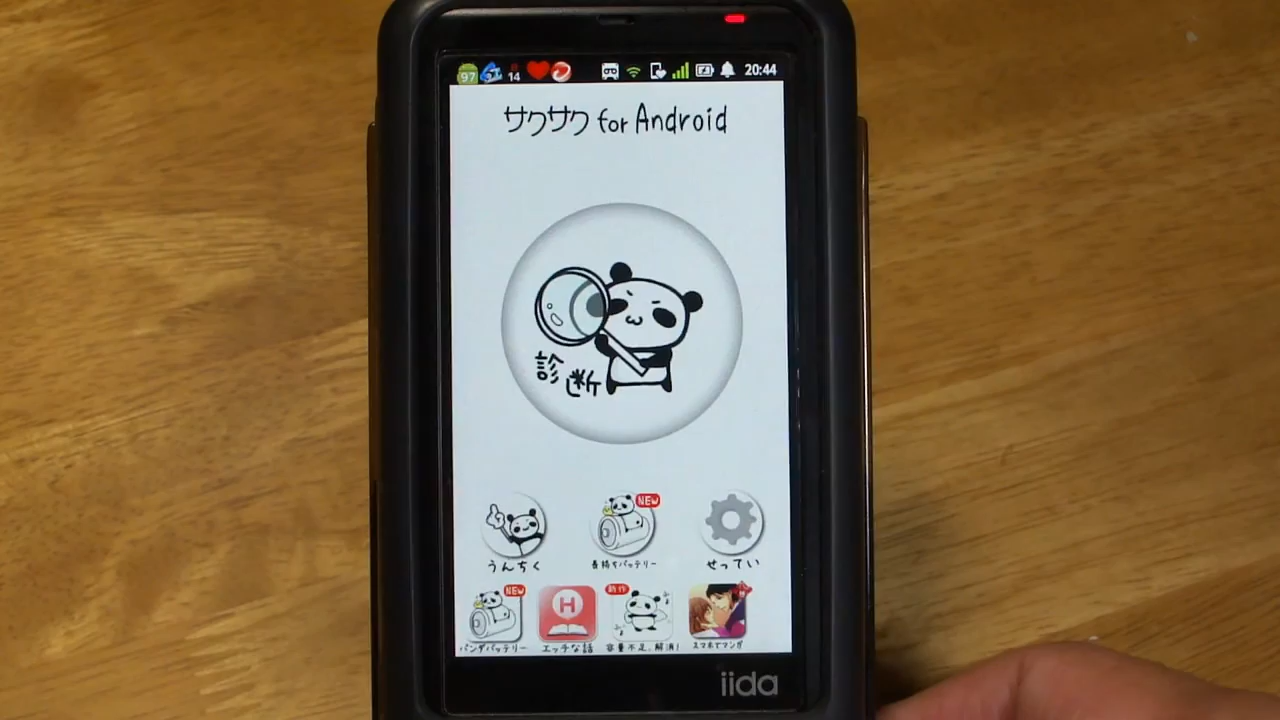 97
14
20:44
サクサク for Android
診断
NEW
うんちく
長持ちバッテリー
せってい
NEW
H
新作
パンダバッテリー
エッチな話
容量不足、解消!
スマホでマンガ
iida